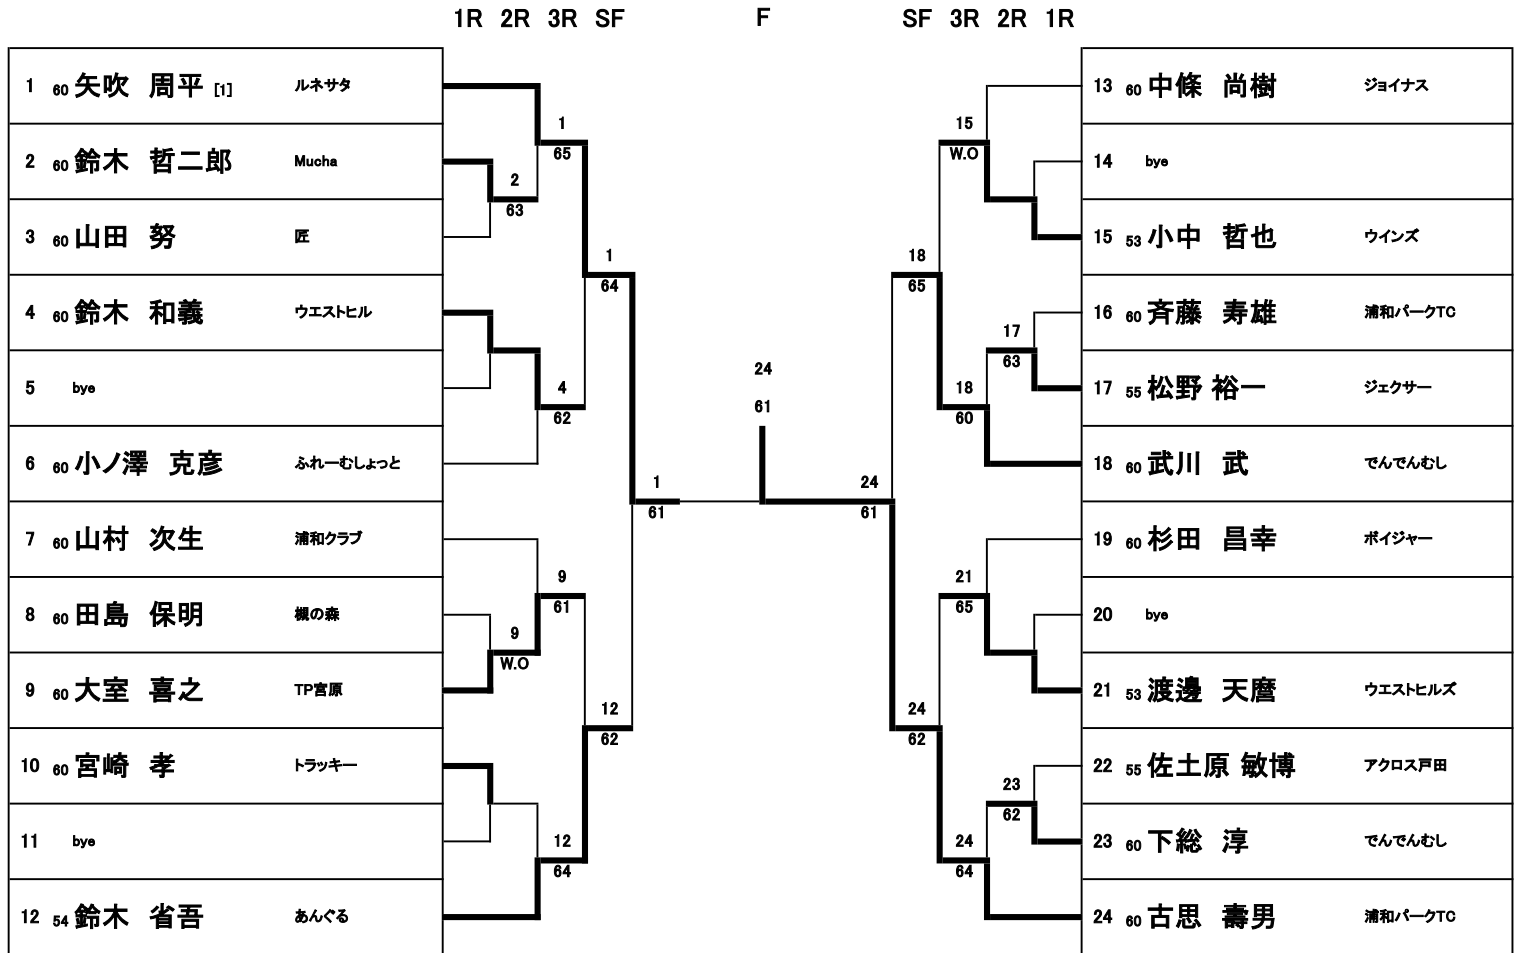 1R 2R 3R SF F SF 3R 2R 1R
1 60 矢吹 周平 [1] ルネサタ
2 60 鈴木 哲二郎 Mucha
3 60 山田 努 匠
4 60 鈴木 和義 ウエストヒル
5 bye
6 60 小ノ澤 克彦 ふれーむしょっと
7 60 山村 次生 浦和クラブ
8 60 田島 保明 槻の森
9 60 大室 喜之 TP宮原
10 60 宮崎 孝 トラッキー
11 bye
12 54 鈴木 省吾 あんぐる
2
63
9
W.O
1
65
4
62
9
61
12
64
1
64
12
62
1
61
24
61
24
61
18
65
24
62
15
W.O
18
60
21
65
24
64
17
63
23
62
13 60 中條 尚樹 ジョイナス
14 bye
15 53 小中 哲也 ウインズ
16 60 斉藤 寿雄 浦和パークTC
17 55 松野 裕一 ジェクサー
18 60 武川 武 でんでんむし
19 60 杉田 昌幸 ボイジャー
20 bye
21 53 渡邊 天麿 ウエストヒルズ
22 55 佐土原 敏博 アクロス戸田
23 60 下総 淳 でんでんむし
24 60 古思 壽男 浦和パークTC